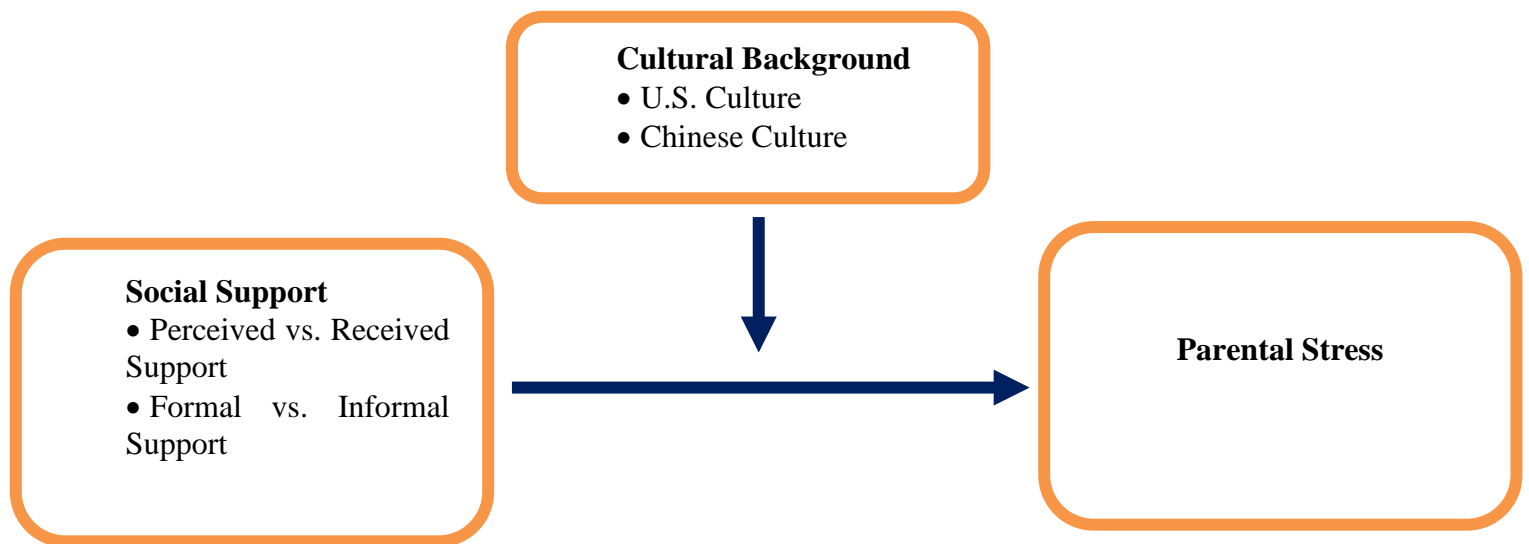 Cultural Background
• U.S. Culture
• Chinese Culture
Social Support
• Perceived vs. Received
Support
• Formal vs. Informal
Support
Parental Stress